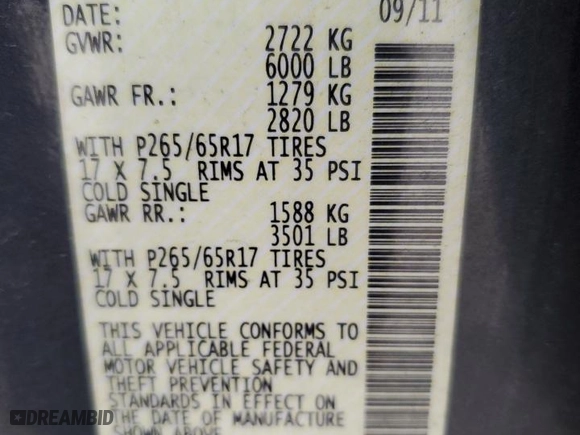 DATE: 09/11
GVWR: 2722 KG
6000 LB
GAWR FR.: 1279 KG
2820 LB
WITH P265/65R17 TIRES
17 X 7.5 RIMS AT 35 PSI
COLD SINGLE
GAWR RR.: 1588 KG
3501 LB
WITH P265/65R17 TIRES
17 X 7.5 RIMS AT 35 PSI
COLD SINGLE
THIS VEHICLE CONFORMS TO
ALL APPLICABLE FEDERAL
MOTOR VEHICLE SAFETY AND
THEFT PREVENTION
STANDARDS IN EFFECT ON
THE DATE OF MANUFACTURE
SHOWN ABOVE
DREAMBID